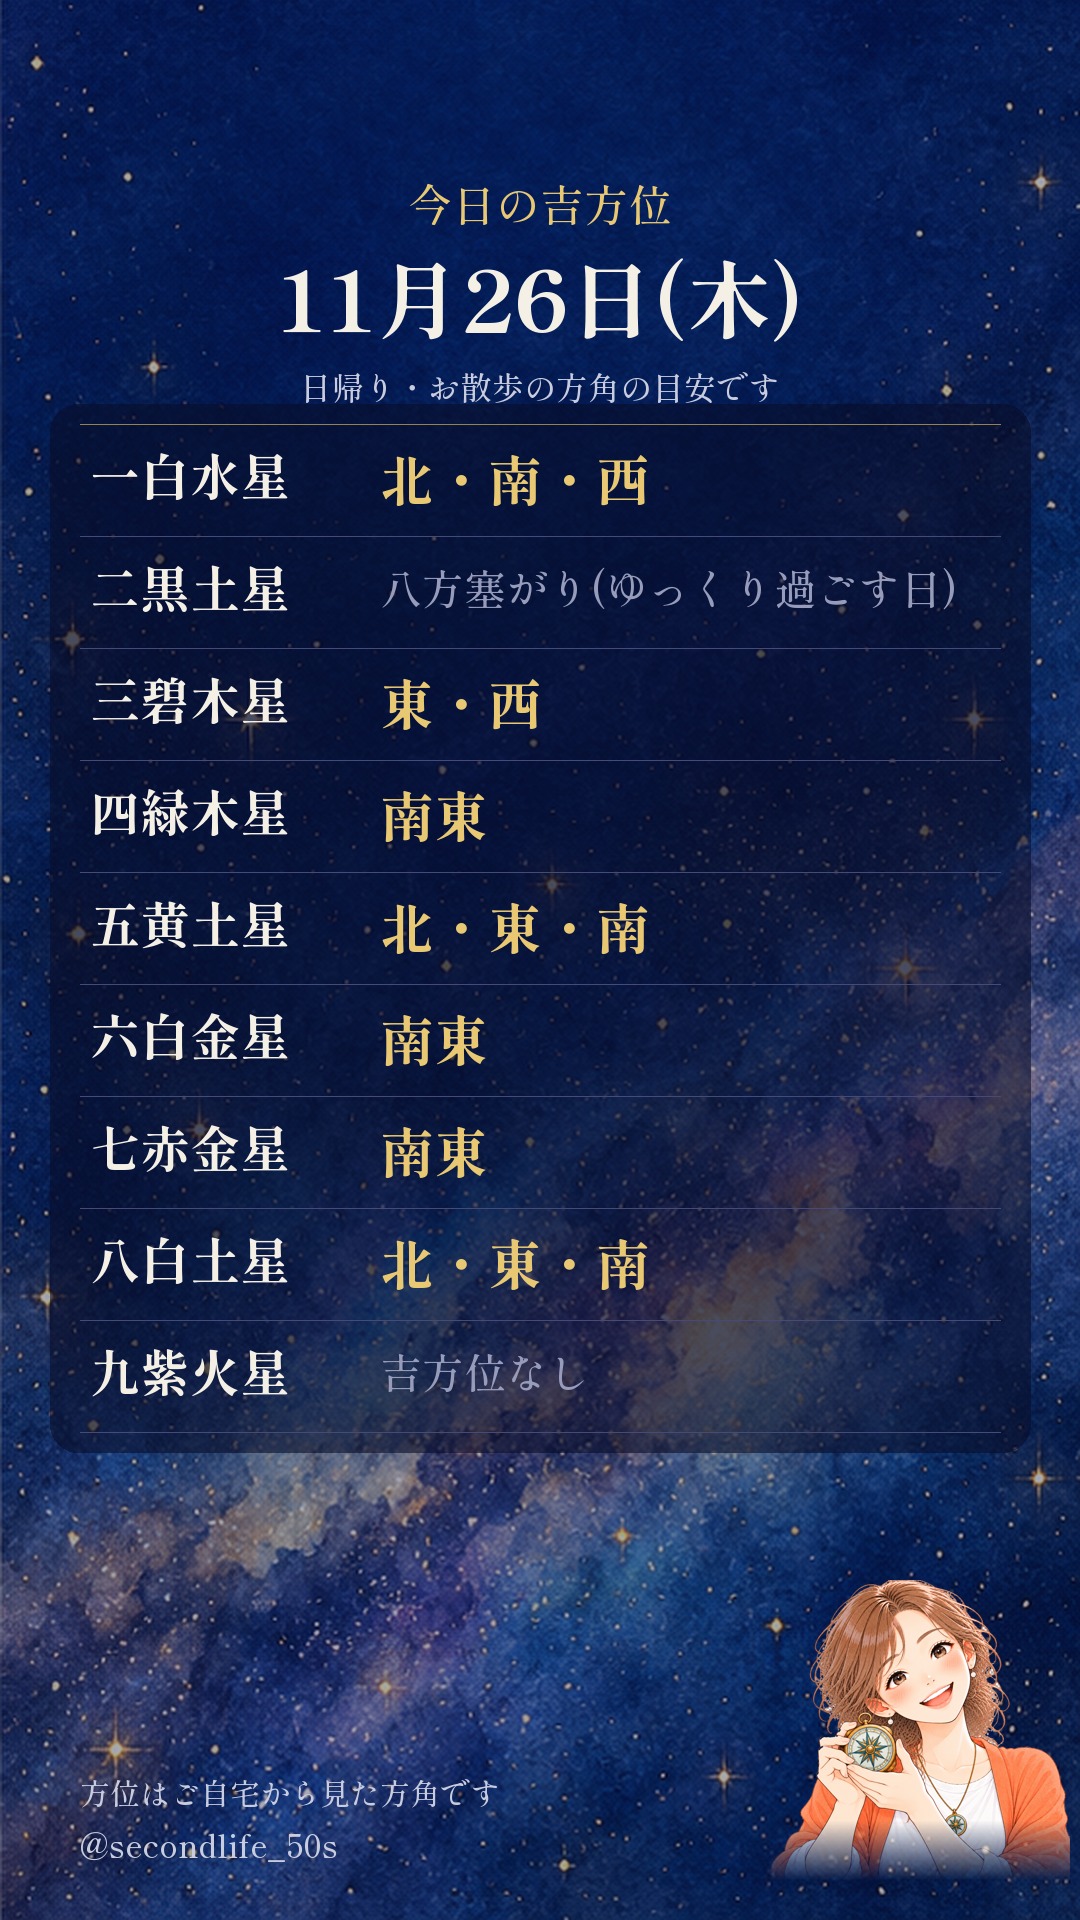 今日の吉方位
11月26日(木)
日帰り・お散歩の方角の目安です
一白水星 北・南・西
二黒土星 八方塞がり(ゆっくり過ごす日)
三碧木星 東・西
四緑木星 南東
五黄土星 北・東・南
六白金星 南東
七赤金星 南東
八白土星 北・東・南
九紫火星 吉方位なし
方位はご自宅から見た方角です
@secondlife_50s